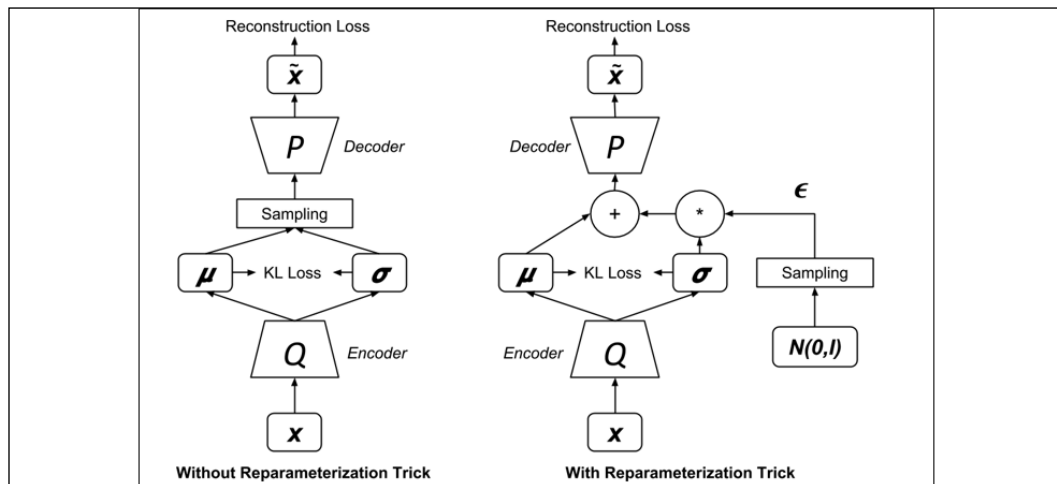 Reconstruction Loss
x̃
P
Decoder
Sampling
μ
KL Loss
σ
Q
Encoder
x
Without Reparameterization Trick
Reconstruction Loss
x̃
Decoder
P
ϵ
+
*
μ
KL Loss
σ
Sampling
Encoder
Q
N(0,I)
x
With Reparameterization Trick